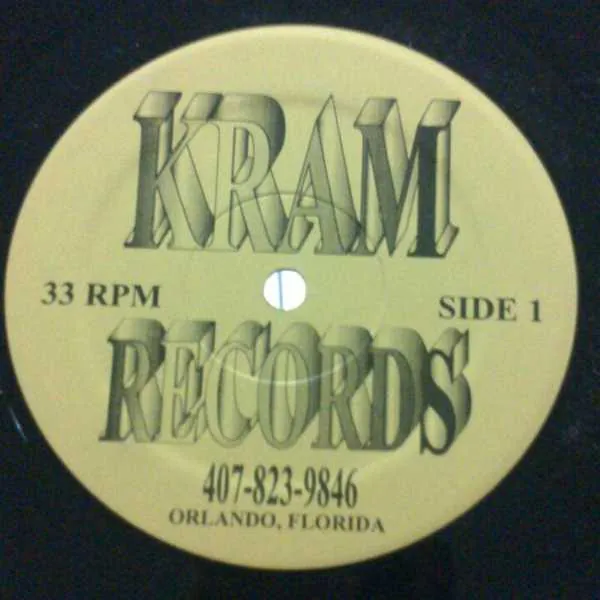 KRAM
33 RPM
SIDE 1
RECORDS
407-823-9846
ORLANDO, FLORIDA